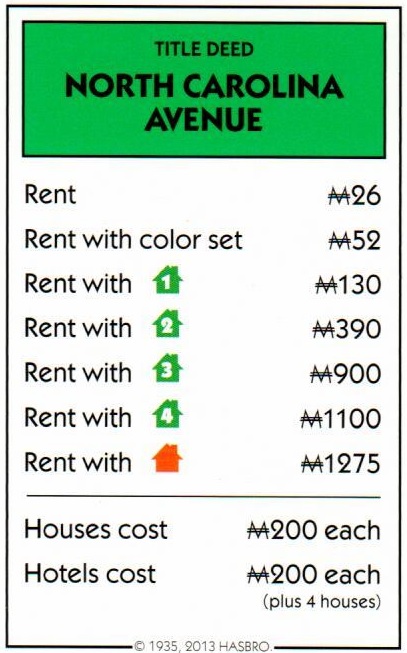 TITLE DEED
NORTH CAROLINA
AVENUE
Rent ₩26
Rent with color set ₩52
Rent with 1 ₩130
Rent with 2 ₩390
Rent with 3 ₩900
Rent with 4 ₩1100
Rent with ₩1275
Houses cost ₩200 each
Hotels cost ₩200 each
(plus 4 houses)
© 1935, 2013 HASBRO.